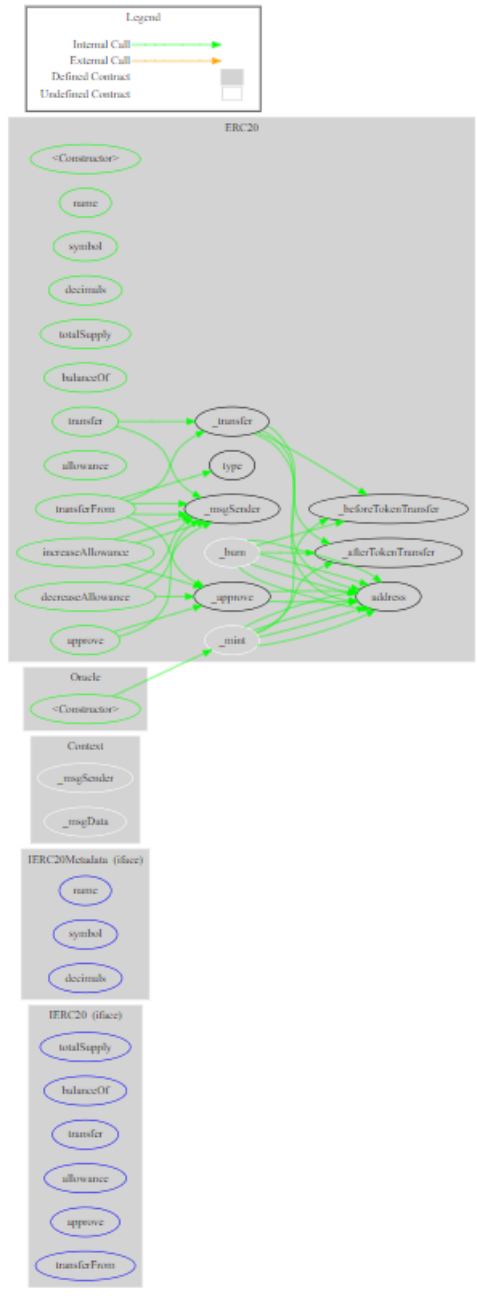 Legend
Internal Call
External Call
Defined Contract
Undefined Contract
ERC20
<Constructor>
name
symbol
decimals
totalSupply
balanceOf
transfer
_transfer
allowance
type
transferFrom
_msgSender
_beforeTokenTransfer
increaseAllowance
_burn
_afterTokenTransfer
decreaseAllowance
_approve
address
approve
_mint
Oracle
<Constructor>
Context
_msgSender
_msgData
IERC20Metadata (iface)
name
symbol
decimals
IERC20 (iface)
totalSupply
balanceOf
transfer
allowance
approve
transferFrom